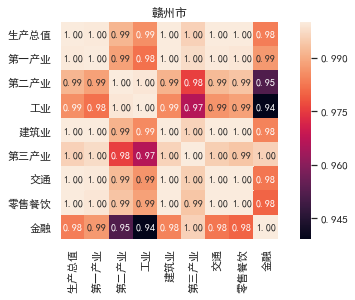 赣州市
生产总值 1.00 1.00 0.99 0.99 1.00 1.00 1.00 1.00 0.98
第一产业 1.00 1.00 0.99 0.98 1.00 1.00 1.00 1.00 0.99
第二产业 0.99 0.99 1.00 1.00 0.99 0.98 0.99 0.99 0.95
工业 0.99 0.98 1.00 1.00 0.99 0.97 0.99 0.99 0.94
建筑业 1.00 1.00 0.99 0.99 1.00 1.00 1.00 1.00 0.98
第三产业 1.00 1.00 0.98 0.97 1.00 1.00 1.00 0.99 1.00
交通 1.00 1.00 0.99 0.99 1.00 1.00 1.00 1.00 0.98
零售餐饮 1.00 1.00 0.99 0.99 1.00 0.99 1.00 1.00 0.98
金融 0.98 0.99 0.95 0.94 0.98 1.00 0.98 0.98 1.00
生产总值 第一产业 第二产业 工业 建筑业 第三产业 交通 零售餐饮 金融
0.990
0.975
0.960
0.945